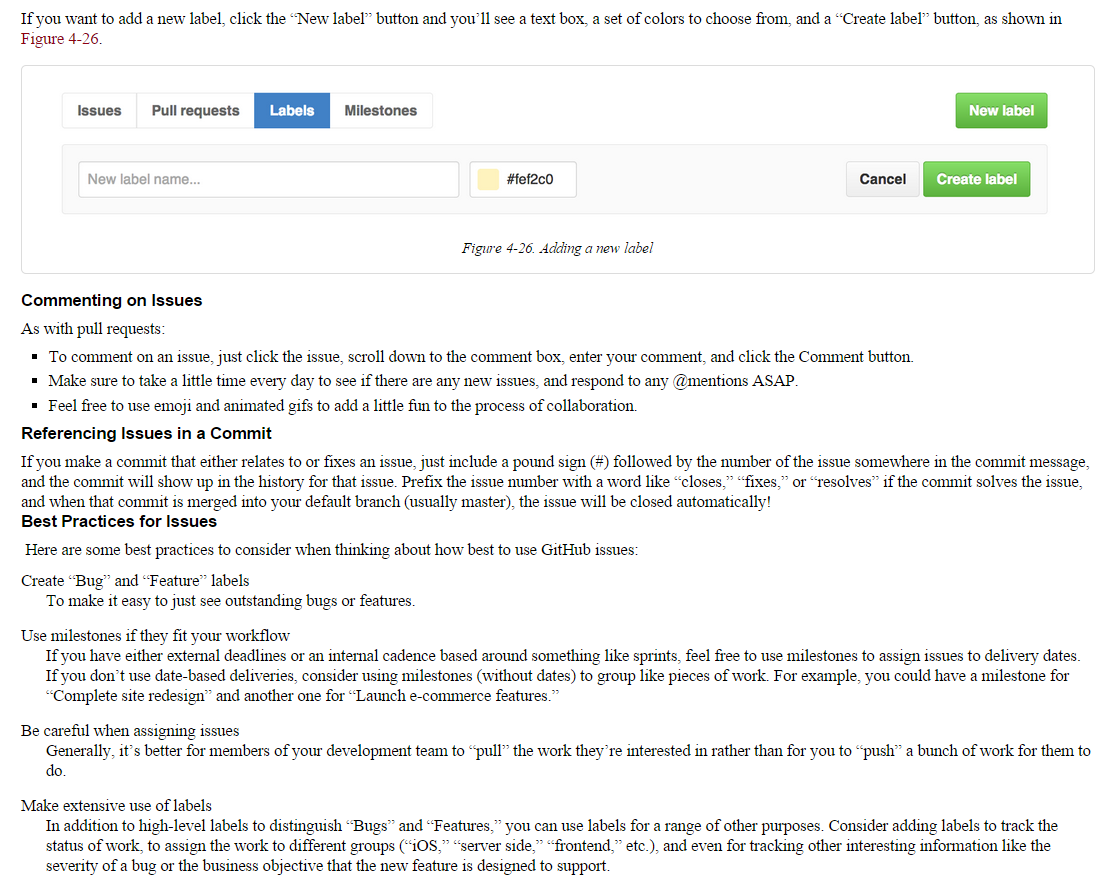 If you want to add a new label, click the “New label” button and you’ll see a text box, a set of colors to choose from, and a “Create label” button, as shown in
Figure 4-26.
Issues Pull requests Labels Milestones New label
New label name... #fef2c0 Cancel Create label
Figure 4-26. Adding a new label
Commenting on Issues
As with pull requests:
▪ To comment on an issue, just click the issue, scroll down to the comment box, enter your comment, and click the Comment button.
▪ Make sure to take a little time every day to see if there are any new issues, and respond to any @mentions ASAP.
▪ Feel free to use emoji and animated gifs to add a little fun to the process of collaboration.
Referencing Issues in a Commit
If you make a commit that either relates to or fixes an issue, just include a pound sign (#) followed by the number of the issue somewhere in the commit message,
and the commit will show up in the history for that issue. Prefix the issue number with a word like “closes,” “fixes,” or “resolves” if the commit solves the issue,
and when that commit is merged into your default branch (usually master), the issue will be closed automatically!
Best Practices for Issues
Here are some best practices to consider when thinking about how best to use GitHub issues:
Create “Bug” and “Feature” labels
To make it easy to just see outstanding bugs or features.
Use milestones if they fit your workflow
If you have either external deadlines or an internal cadence based around something like sprints, feel free to use milestones to assign issues to delivery dates.
If you don’t use date-based deliveries, consider using milestones (without dates) to group like pieces of work. For example, you could have a milestone for
“Complete site redesign” and another one for “Launch e-commerce features.”
Be careful when assigning issues
Generally, it’s better for members of your development team to “pull” the work they’re interested in rather than for you to “push” a bunch of work for them to
do.
Make extensive use of labels
In addition to high-level labels to distinguish “Bugs” and “Features,” you can use labels for a range of other purposes. Consider adding labels to track the
status of work, to assign the work to different groups (“iOS,” “server side,” “frontend,” etc.), and even for tracking other interesting information like the
severity of a bug or the business objective that the new feature is designed to support.